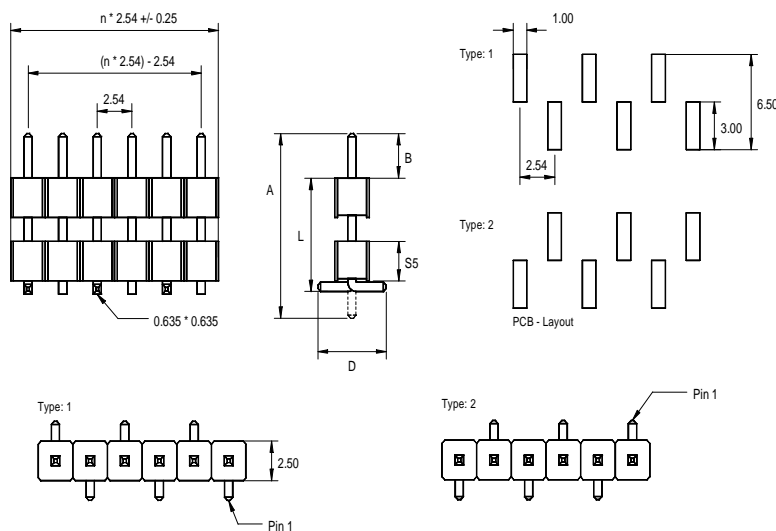 n * 2.54 +/- 0.25
(n * 2.54) - 2.54
2.54
0.635 * 0.635
A
B
L
S5
D
1.00
Type: 1
6.50
3.00
2.54
Type: 2
PCB - Layout
Type: 1
2.50
Pin 1
Type: 2
Pin 1